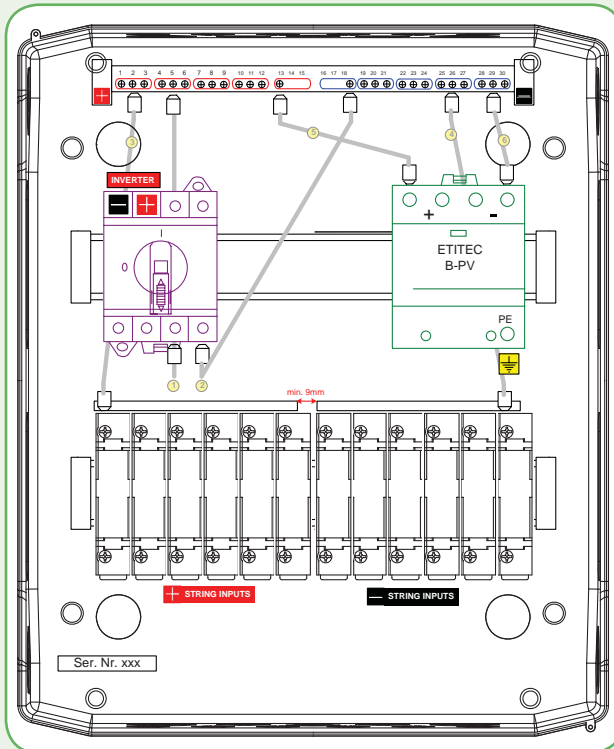 1 2 3 4 5 6 7 8 9 10 11 12 13 14 15 16 17 18 19 20 21 22 23 24 25 26 27 28 29 30
+ −
3 5 4 6
INVERTER
− +
I
0
+ -
ETITEC
B-PV
PE
1 2
min. 9mm
+ STRING INPUTS
− STRING INPUTS
Ser. Nr. xxx